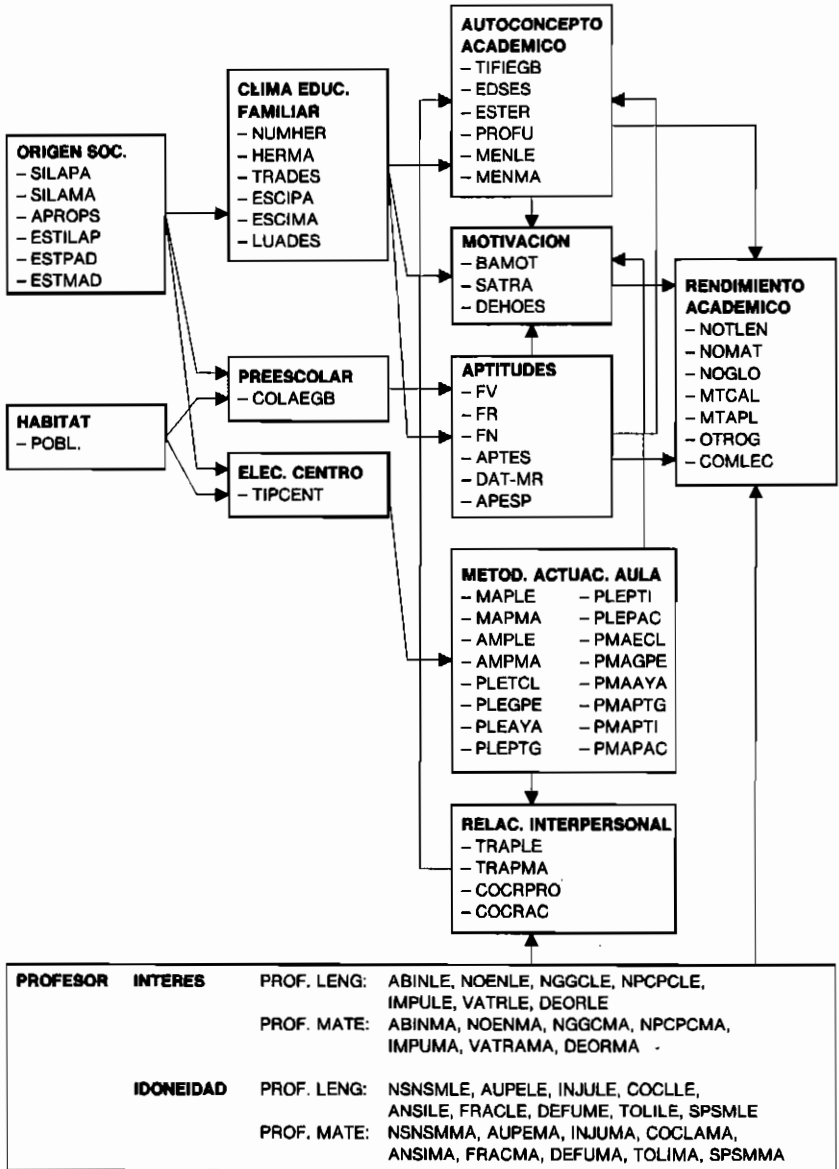 ORIGEN SOC.
– SILAPA
– SILAMA
– APROPS
– ESTILAP
– ESTPAD
– ESTMAD
HABITAT
– POBL.
CLIMA EDUC.
FAMILIAR
– NUMHER
– HERMA
– TRADES
– ESCIPA
– ESCIMA
– LUADES
PREESCOLAR
– COLAEGB
ELEC. CENTRO
– TIPCENT
AUTOCONCEPTO
ACADEMICO
– TIFIEGB
– EDSES
– ESTER
– PROFU
– MENLE
– MENMA
MOTIVACION
– BAMOT
– SATRA
– DEHOES
APTITUDES
– FV
– FR
– FN
– APTES
– DAT-MR
– APESP
METOD. ACTUAC. AULA
– MAPLE – PLEPTI
– MAPMA – PLEPAC
– AMPLE – PMAECL
– AMPMA – PMAGPE
– PLETCL – PMAAYA
– PLEGPE – PMAPTG
– PLEAYA – PMAPTI
– PLEPTG – PMAPAC
RELAC. INTERPERSONAL
– TRAPLE
– TRAPMA
– COCRPRO
– COCRAC
RENDIMIENTO
ACADEMICO
– NOTLEN
– NOMAT
– NOGLO
– MTCAL
– MTAPL
– OTROG
– COMLEC
PROFESOR INTERES PROF. LENG: ABINLE, NOENLE, NGGCLE, NPCPCLE,
IMPULE, VATRLE, DEORLE
PROF. MATE: ABINMA, NOENMA, NGGCMA, NPCPCMA,
IMPUMA, VATRAMA, DEORMA
IDONEIDAD PROF. LENG: NSNSMLE, AUPELE, INJULE, COCLLE,
ANSILE, FRACLE, DEFUME, TOLILE, SPSMLE
PROF. MATE: NSNSMMA, AUPEMA, INJUMA, COCLAMA,
ANSIMA, FRACMA, DEFUMA, TOLIMA, SPSMMA